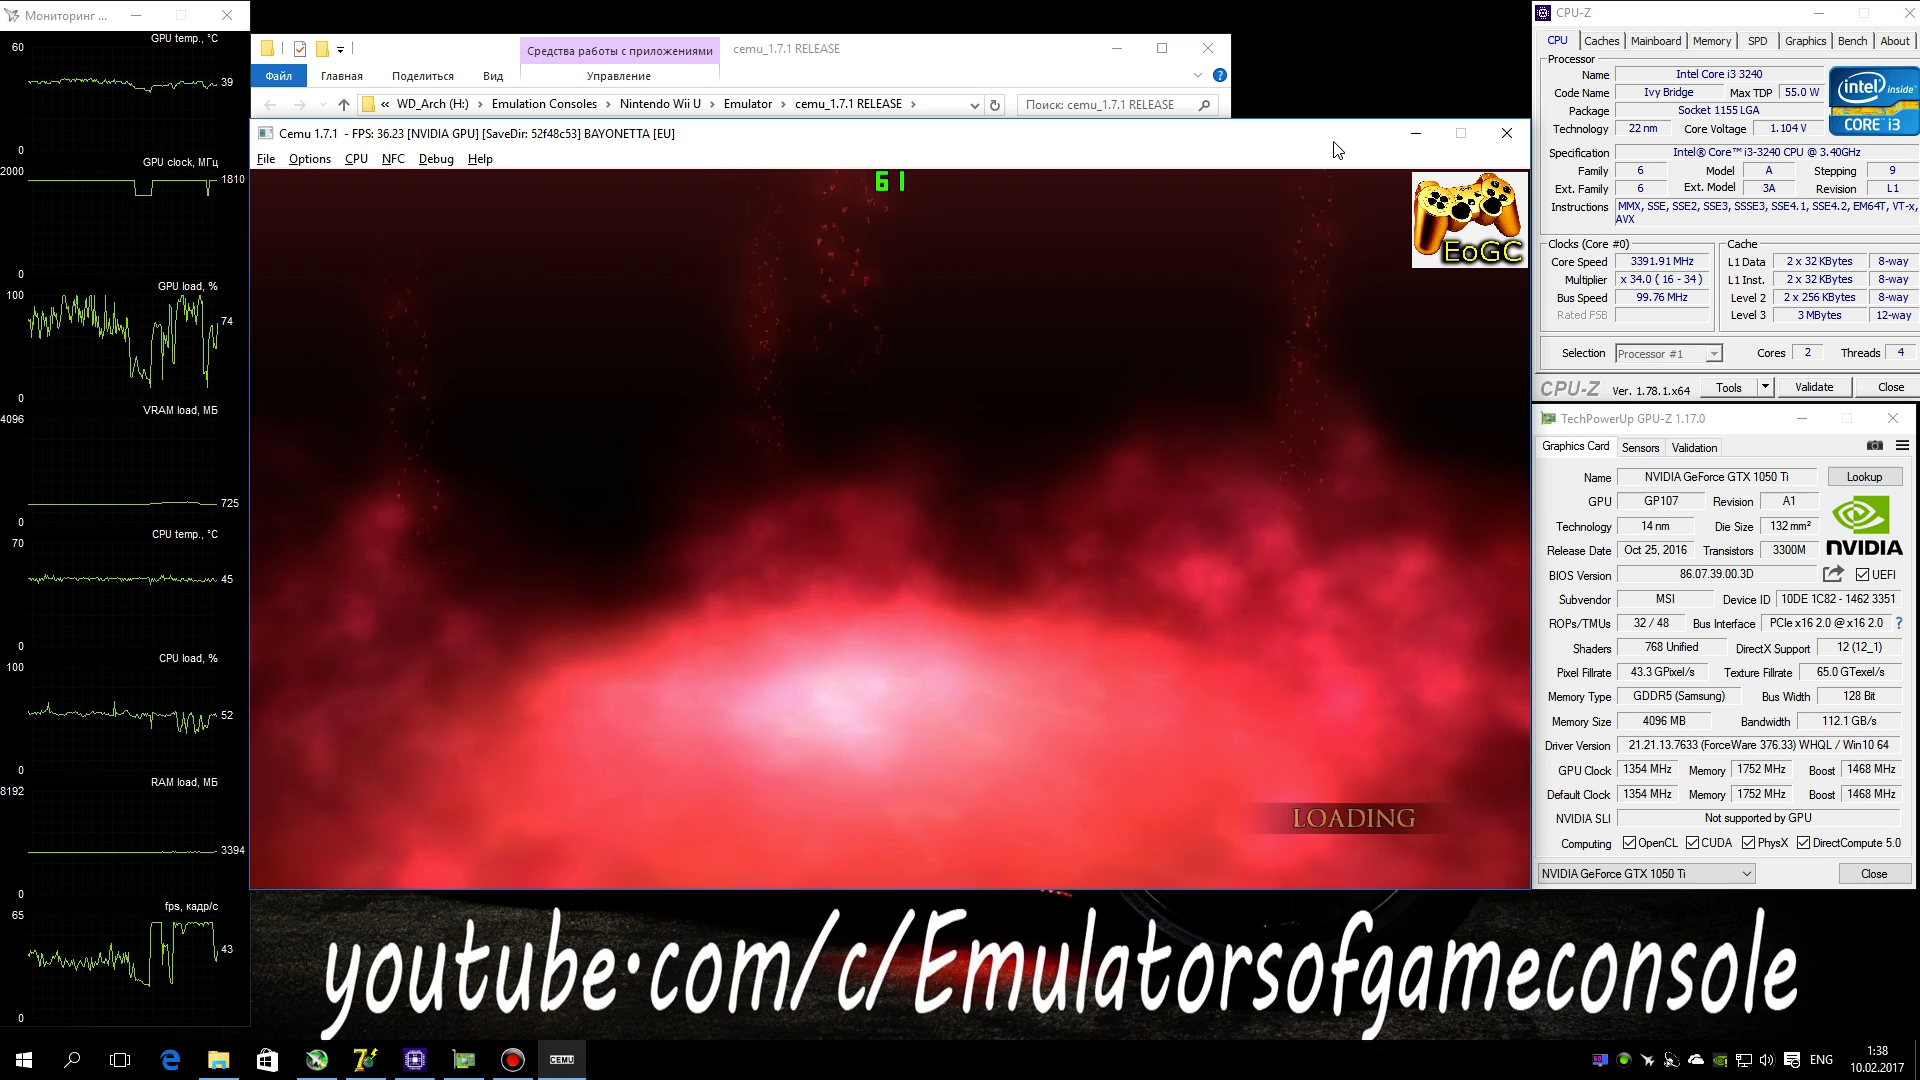 Мониторинг ...
GPU temp., °C
60
39
0
GPU clock, МГц
2000
1810
0
GPU load, %
100
74
0
VRAM load, МБ
4096
725
0
CPU temp., °C
70
45
0
CPU load, %
100
52
0
RAM load, МБ
8192
3394
0
fps, кадр/с
65
43
0
Средства работы с приложениями
cemu_1.7.1 RELEASE
Файл Главная Поделиться Вид Управление
« WD_Arch (H:) Emulation Consoles Nintendo Wii U Emulator cemu_1.7.1 RELEASE
Поиск: cemu_1.7.1 RELEASE
Cemu 1.7.1 - FPS: 36.23 [NVIDIA GPU] [SaveDir: 52f48c53] BAYONETTA [EU]
File Options CPU NFC Debug Help
61
EoGC
LOADING
CPU-Z
CPU Caches Mainboard Memory SPD Graphics Bench About
Processor
Name Intel Core i3 3240
Code Name Ivy Bridge Max TDP 55.0 W
Package Socket 1155 LGA
Technology 22 nm Core Voltage 1.104 V
intel inside™
CORE i3
Specification Intel® Core™ i3-3240 CPU @ 3.40GHz
Family 6 Model A Stepping 9
Ext. Family 6 Ext. Model 3A Revision L1
Instructions MMX, SSE, SSE2, SSE3, SSSE3, SSE4.1, SSE4.2, EM64T, VT-x,
AVX
Clocks (Core #0)
Core Speed 3391.91 MHz
Multiplier x 34.0 ( 16 - 34 )
Bus Speed 99.76 MHz
Rated FSB
Cache
L1 Data 2 x 32 KBytes 8-way
L1 Inst. 2 x 32 KBytes 8-way
Level 2 2 x 256 KBytes 8-way
Level 3 3 MBytes 12-way
Selection Processor #1 Cores 2 Threads 4
CPU-Z Ver. 1.78.1.x64 Tools Validate Close
TechPowerUp GPU-Z 1.17.0
Graphics Card Sensors Validation
Name NVIDIA GeForce GTX 1050 Ti Lookup
GPU GP107 Revision A1
Technology 14 nm Die Size 132 mm²
Release Date Oct 25, 2016 Transistors 3300M
NVIDIA
BIOS Version 86.07.39.00.3D UEFI
Subvendor MSI Device ID 10DE 1C82 - 1462 3351
ROPs/TMUs 32 / 48 Bus Interface PCIe x16 2.0 @ x16 2.0 ?
Shaders 768 Unified DirectX Support 12 (12_1)
Pixel Fillrate 43.3 GPixel/s Texture Fillrate 65.0 GTexel/s
Memory Type GDDR5 (Samsung) Bus Width 128 Bit
Memory Size 4096 MB Bandwidth 112.1 GB/s
Driver Version 21.21.13.7633 (ForceWare 376.33) WHQL / Win10 64
GPU Clock 1354 MHz Memory 1752 MHz Boost 1468 MHz
Default Clock 1354 MHz Memory 1752 MHz Boost 1468 MHz
NVIDIA SLI Not supported by GPU
Computing OpenCL CUDA PhysX DirectCompute 5.0
NVIDIA GeForce GTX 1050 Ti Close
youtube.com/c/Emulatorsofgameconsole
CEMU
ENG
1:38
10.02.2017